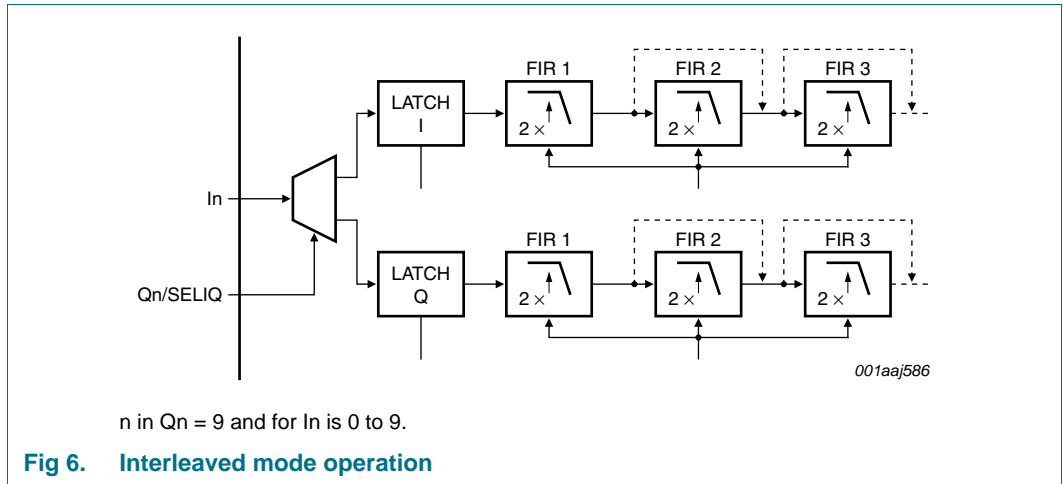 FIR 1 FIR 2 FIR 3
LATCH
I
2 × 2 × 2 ×
In
FIR 1 FIR 2 FIR 3
LATCH
Q
Qn/SELIQ
2 × 2 × 2 ×
001aaj586
n in Qn = 9 and for In is 0 to 9.
Fig 6. Interleaved mode operation